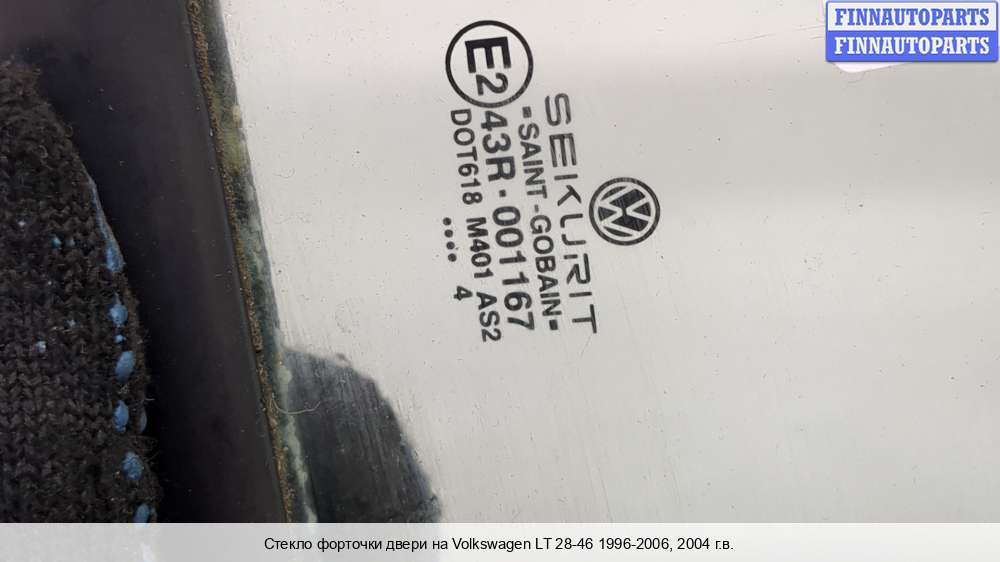 FINNAUTOPARTS
FINNAUTOPARTS
VW
SEKURIT
"SAINT-GOBAIN"
E2 43R-001167
DOT618 M401 AS2
.... 4
Стекло форточки двери на Volkswagen LT 28-46 1996-2006, 2004 г.в.